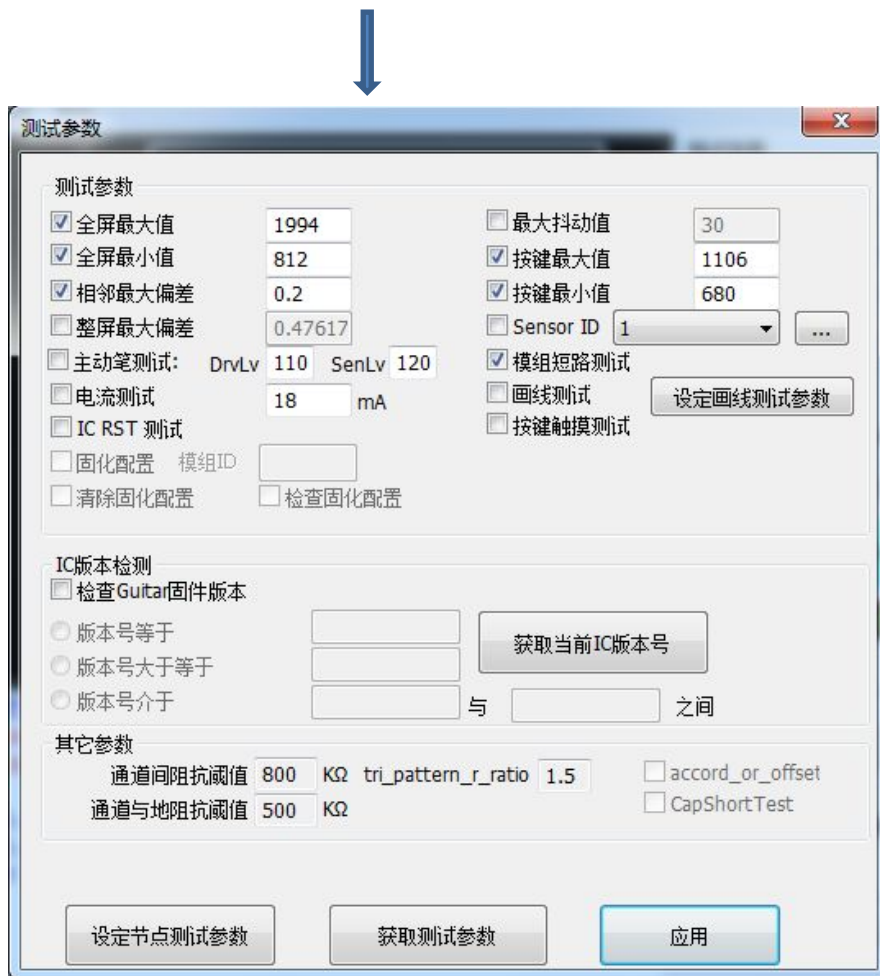 测试参数
测试参数
全屏最大值 1994 最大抖动值 30
全屏最小值 812 按键最大值 1106
相邻最大偏差 0.2 按键最小值 680
整屏最大偏差 0.47617 Sensor ID 1 ...
主动笔测试: DrvLv 110 SenLv 120 模组短路测试
电流测试 18 mA 画线测试 设定画线测试参数
IC RST 测试 按键触摸测试
固化配置 模组ID
清除固化配置 检查固化配置
IC版本检测
检查Guitar固件版本
版本号等于 获取当前IC版本号
版本号大于等于
版本号介于 与 之间
其它参数
通道间阻抗阈值 800 KΩ tri_pattern_r_ratio 1.5 accord_or_offset
通道与地阻抗阈值 500 KΩ CapShortTest
设定节点测试参数 获取测试参数 应用